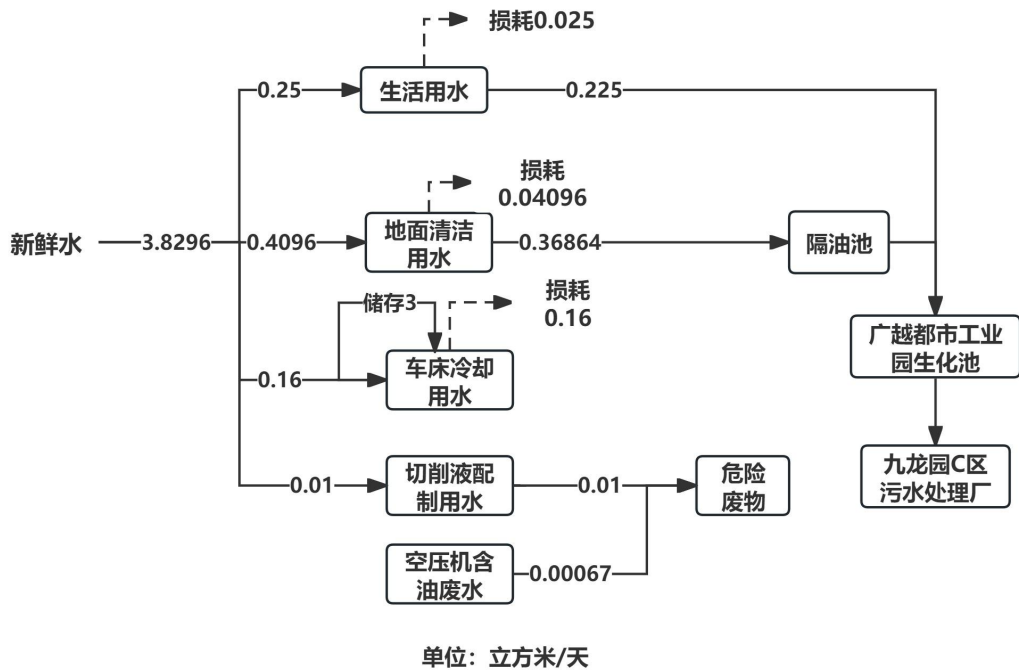 损耗0.025
0.25
生活用水
0.225
损耗
0.04096
新鲜水
3.8296
0.4096
地面清洁
用水
0.36864
隔油池
储存3
损耗
0.16
0.16
车床冷却
用水
广越都市工业
园生化池
0.01
切削液配
制用水
0.01
危险
废物
九龙园C区
污水处理厂
空压机含
油废水
0.00067
单位：立方米/天